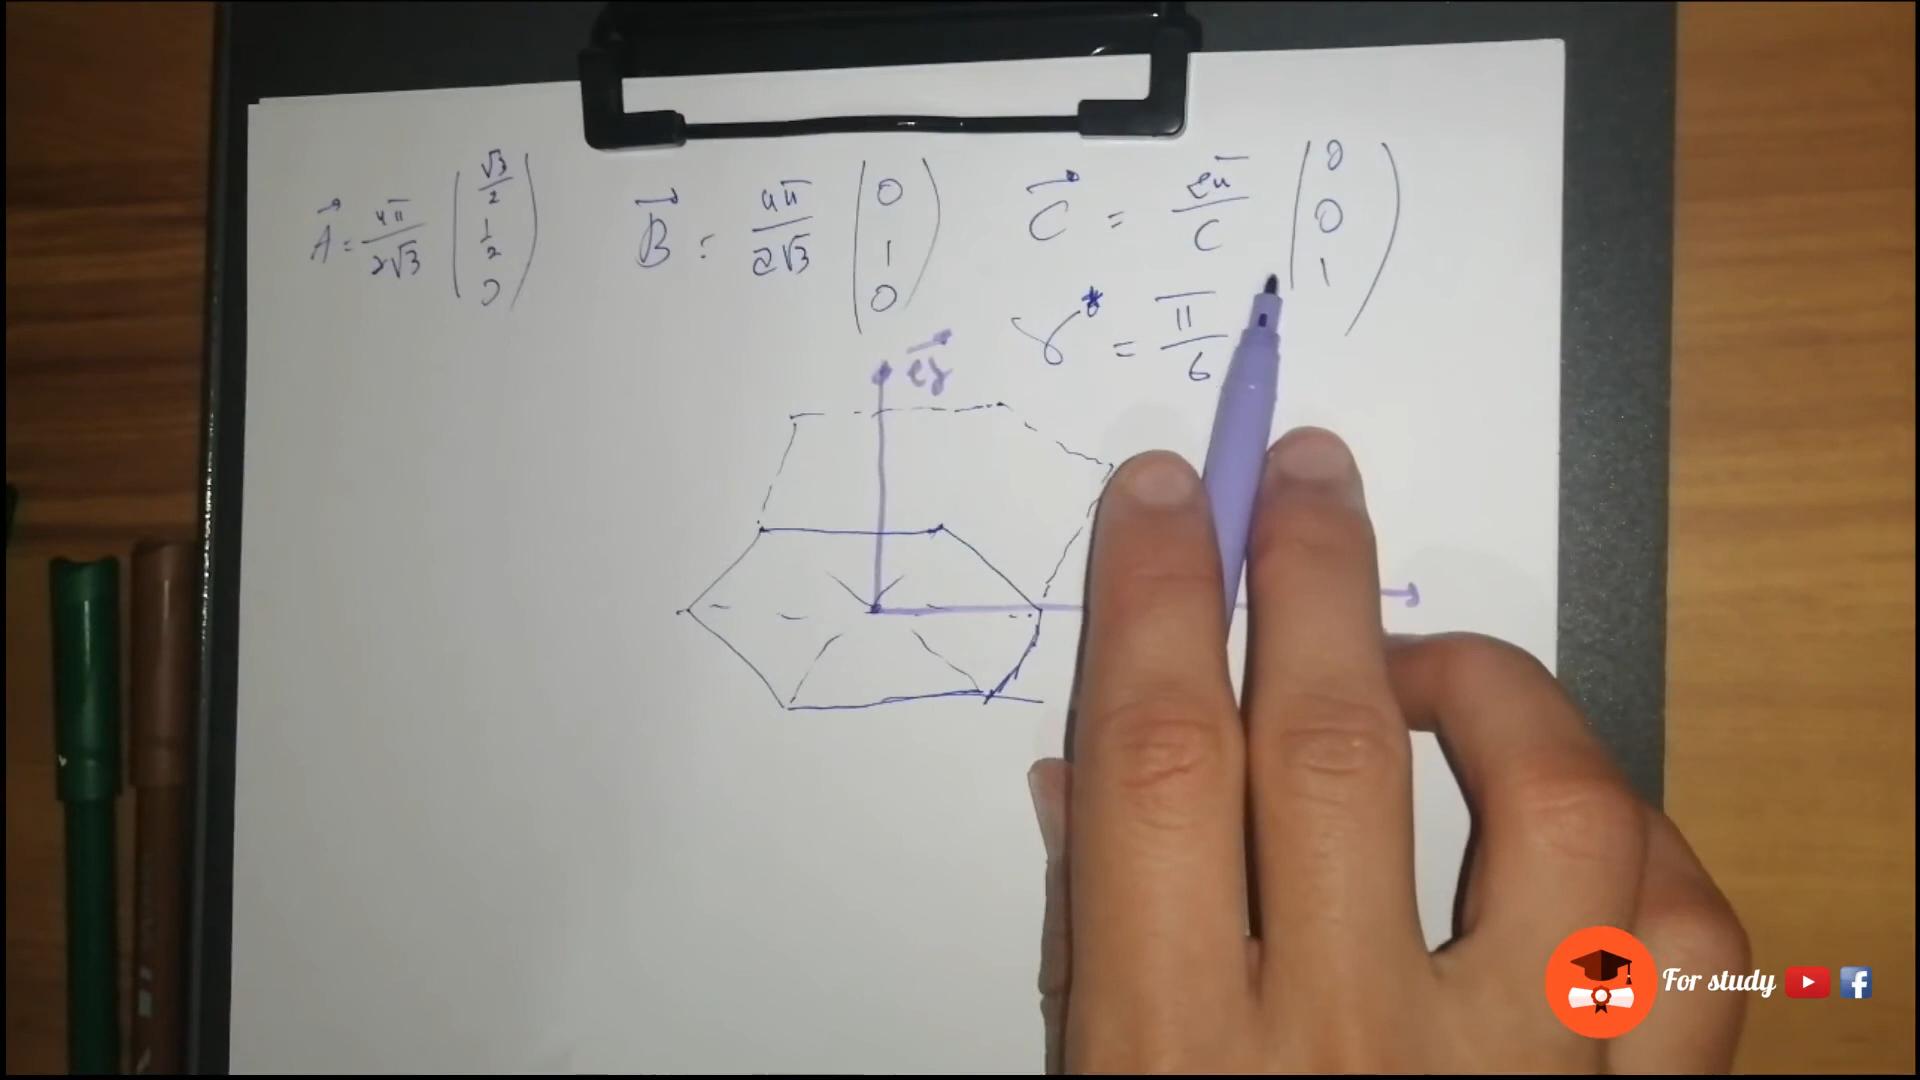 A⃗ = 4π/2√3 (√3/2 1/2 0)
B⃗ = 4π/2√3 (0 1 0)
C⃗ = 2π/C (0 0 1)
γ* = π/6
For study